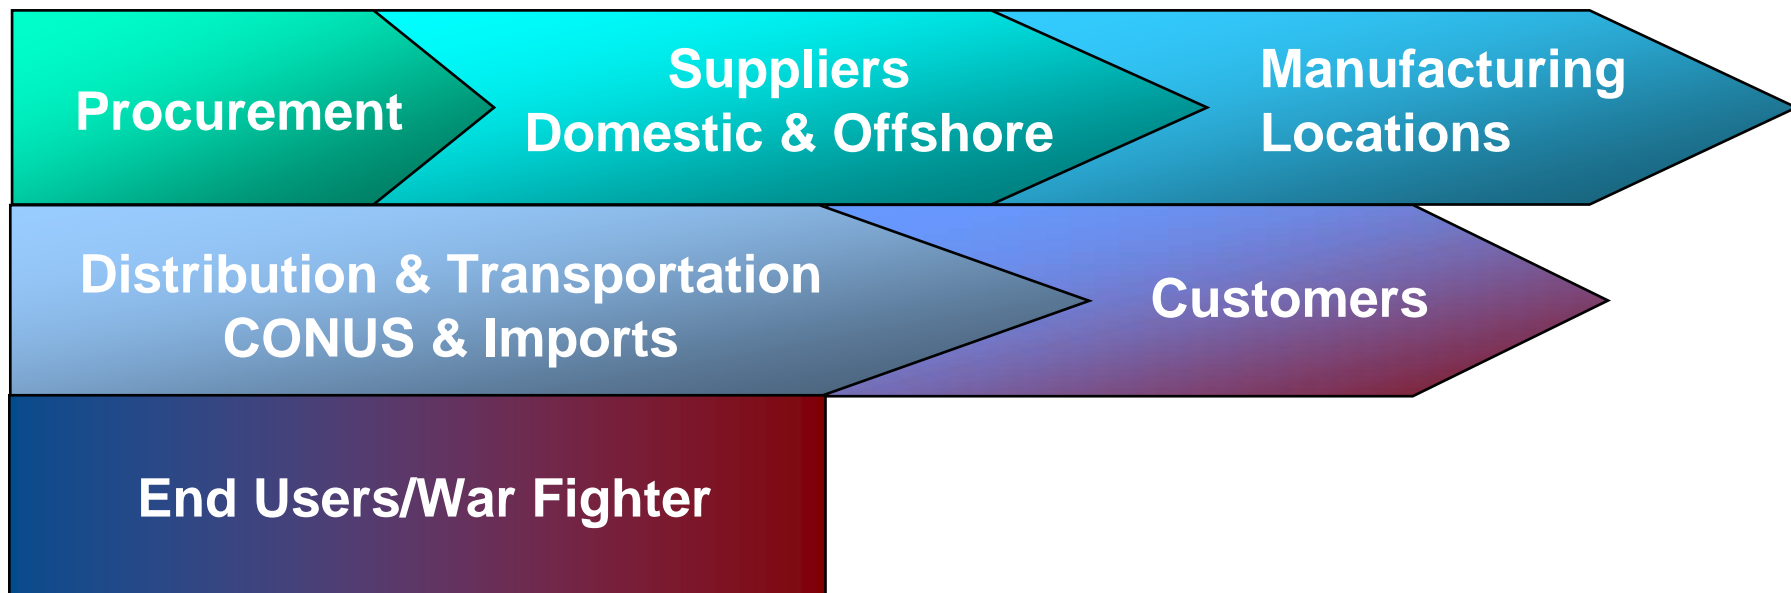 Procurement
Suppliers
Domestic & Offshore
Manufacturing
Locations
Distribution & Transportation
CONUS & Imports
Customers
End Users/War Fighter